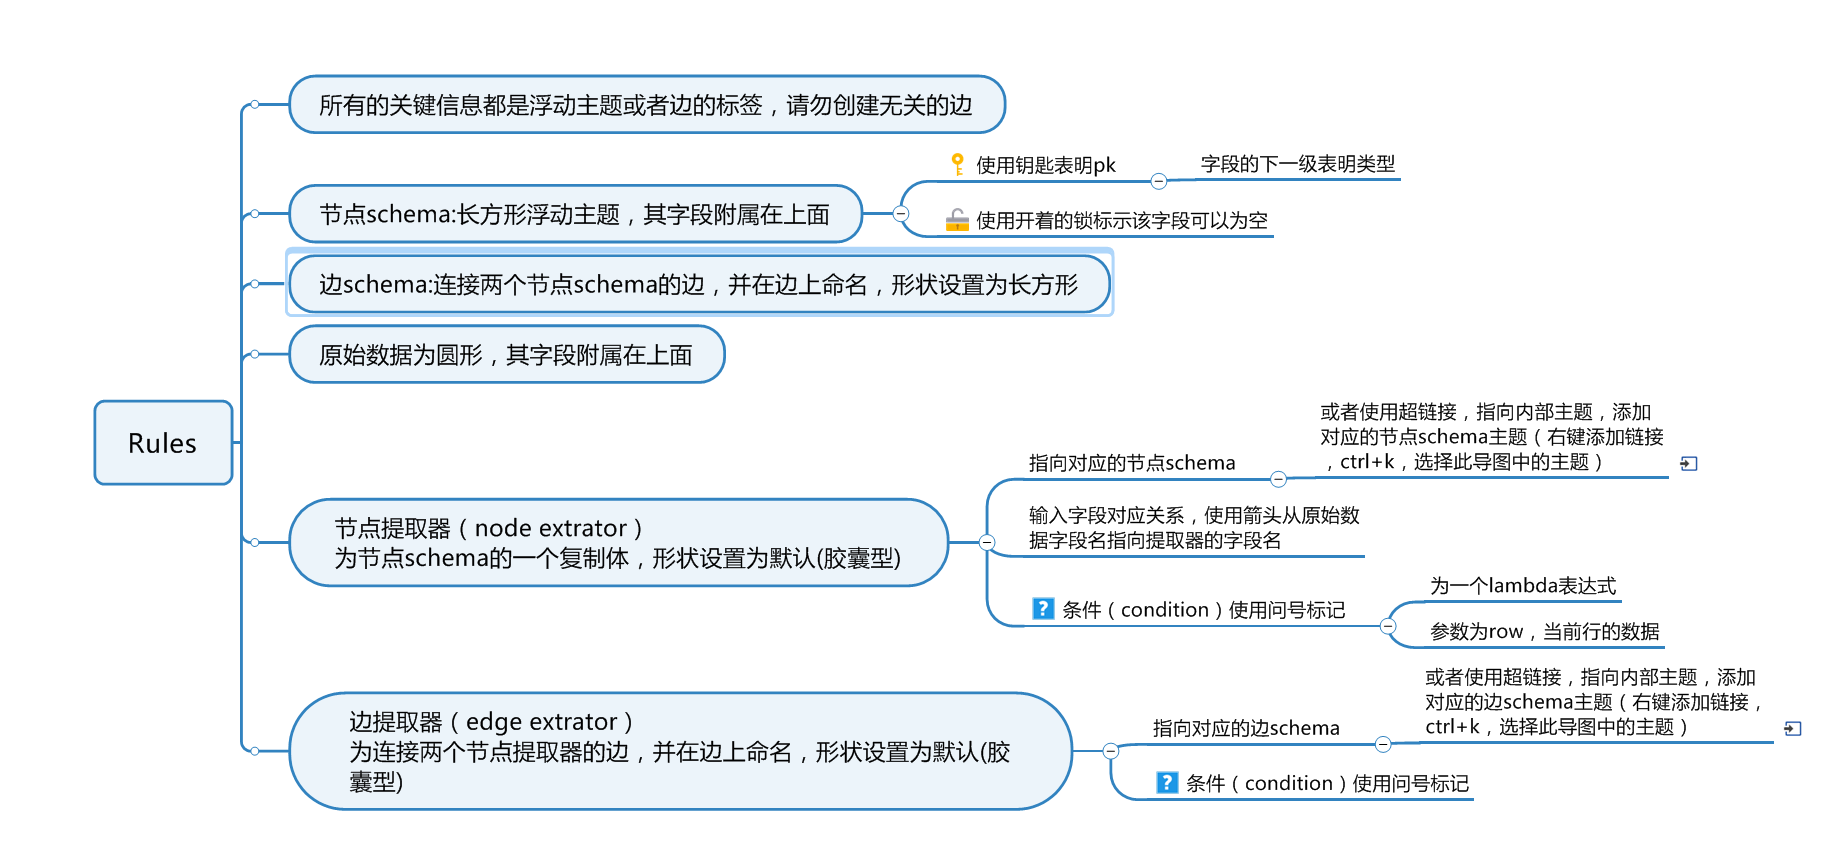 Rules
所有的关键信息都是浮动主题或者边的标签，请勿创建无关的边
节点schema:长方形浮动主题，其字段附属在上面
使用钥匙表明pk
字段的下一级表明类型
使用开着的锁标示该字段可以为空
边schema:连接两个节点schema的边，并在边上命名，形状设置为长方形
原始数据为圆形，其字段附属在上面
节点提取器（node extrator）
为节点schema的一个复制体，形状设置为默认(胶囊型)
指向对应的节点schema
或者使用超链接，指向内部主题，添加
对应的节点schema主题（右键添加链接
，ctrl+k，选择此导图中的主题）
输入字段对应关系，使用箭头从原始数
据字段名指向提取器的字段名
?
条件（condition）使用问号标记
为一个lambda表达式
参数为row，当前行的数据
边提取器（edge extrator）
为连接两个节点提取器的边，并在边上命名，形状设置为默认(胶
囊型)
指向对应的边schema
或者使用超链接，指向内部主题，添加
对应的边schema主题（右键添加链接，
ctrl+k，选择此导图中的主题）
?
条件（condition）使用问号标记